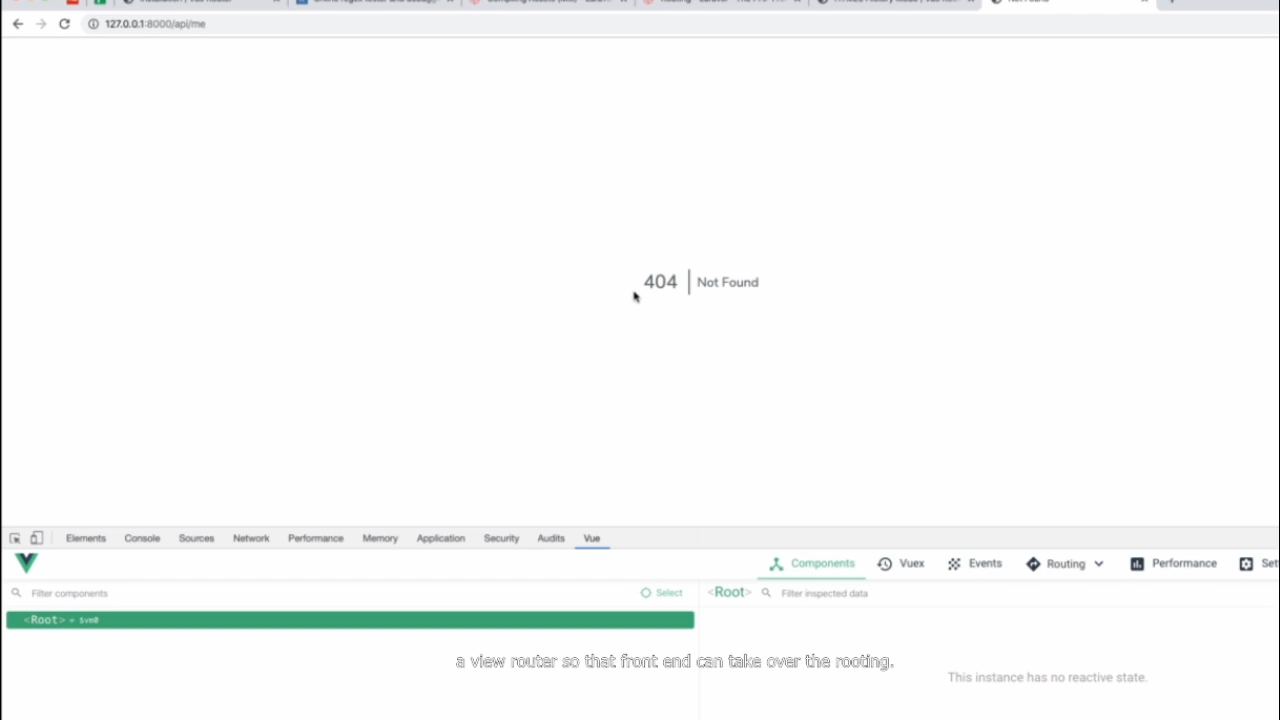 127.0.0.1:8000/api/me
404 Not Found
Elements Console Sources Network Performance Memory Application Security Audits Vue
Components Vuex Events Routing Performance
Filter components Select <Root> Filter inspected data
<Root> = $vm0
a view router so that front end can take over the rooting.
This instance has no reactive state.